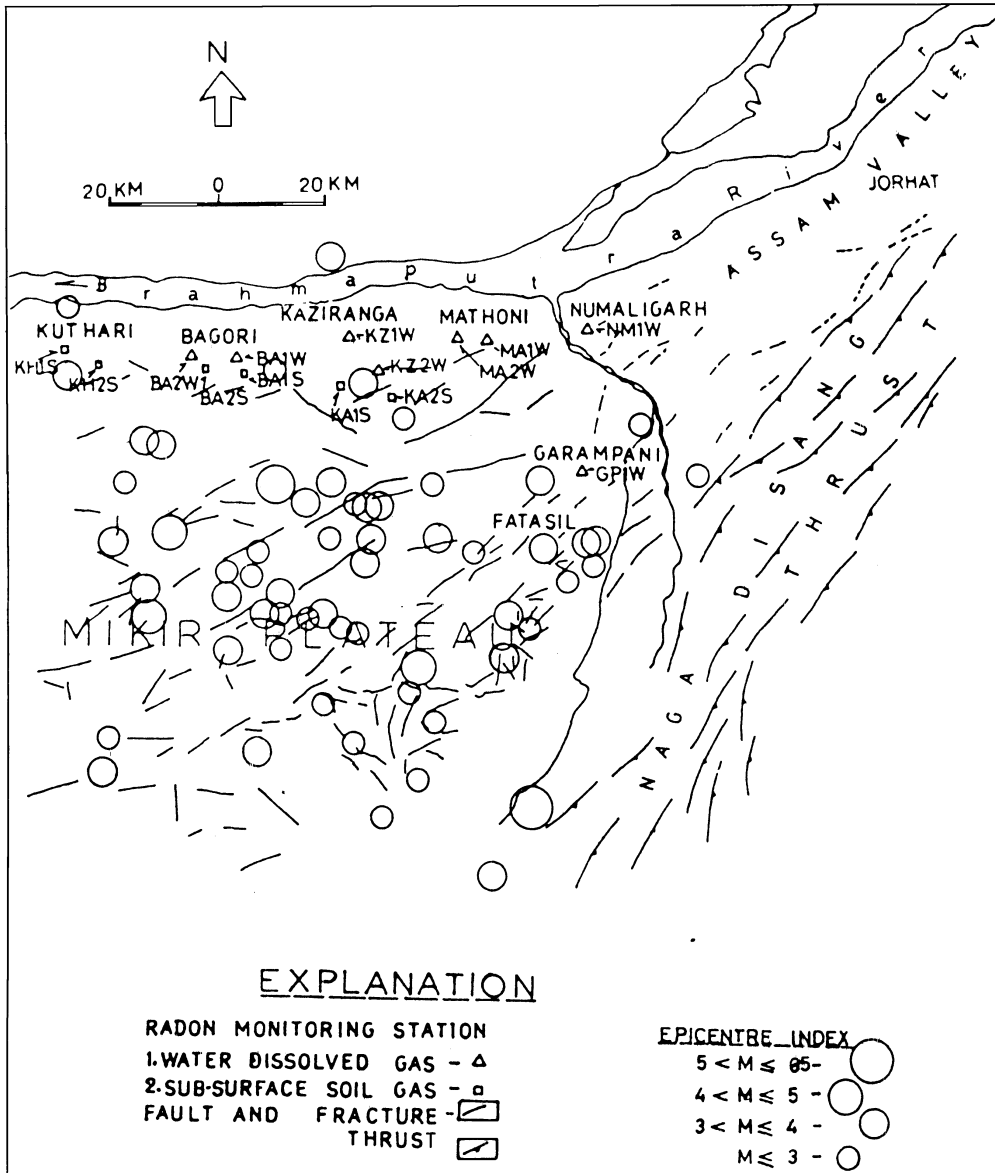 N
20 KM 0 20 KM
JORHAT
ASSAM VALLEY
Brahmaputra River
KAZIRANGA
MATHONI
NUMALIGARH
KUTHARI
BAGORI
KZ1W
MA1W
NM1W
MA2W
KH1S
KH2S
BA2W1
BA1W
BA1S
BA2S
KZ2W
KA1S
KA2S
GARAMPANI
GPIW
FATASIL
DISANG
THRUST
NAGA
MIKIR PLATEAU
EXPLANATION
RADON MONITORING STATION
1. WATER DISSOLVED GAS -
2. SUB-SURFACE SOIL GAS -
FAULT AND FRACTURE -
THRUST
EPICENTRE INDEX
5 < M ≤ 65 -
4 < M ≤ 5 -
3 < M ≤ 4 -
M ≤ 3 -